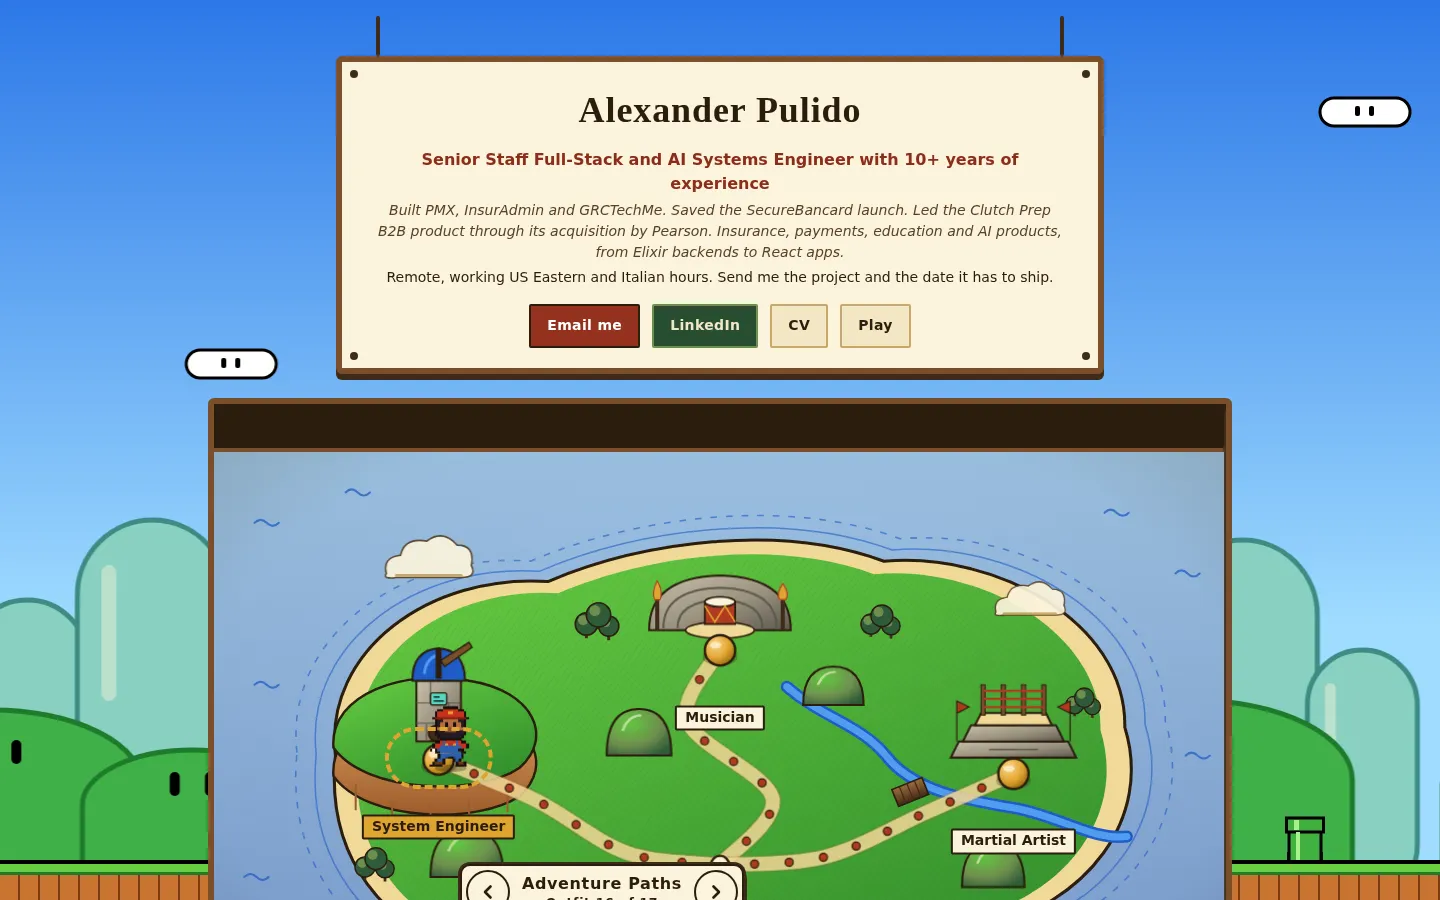 Alexander Pulido
Senior Staff Full-Stack and AI Systems Engineer with 10+ years of
experience
Built PMX, InsurAdmin and GRCTechMe. Saved the SecureBancard launch. Led the Clutch Prep
B2B product through its acquisition by Pearson. Insurance, payments, education and AI products,
from Elixir backends to React apps.
Remote, working US Eastern and Italian hours. Send me the project and the date it has to ship.
Email me
LinkedIn
CV
Play
Musician
System Engineer
Martial Artist
Adventure Paths